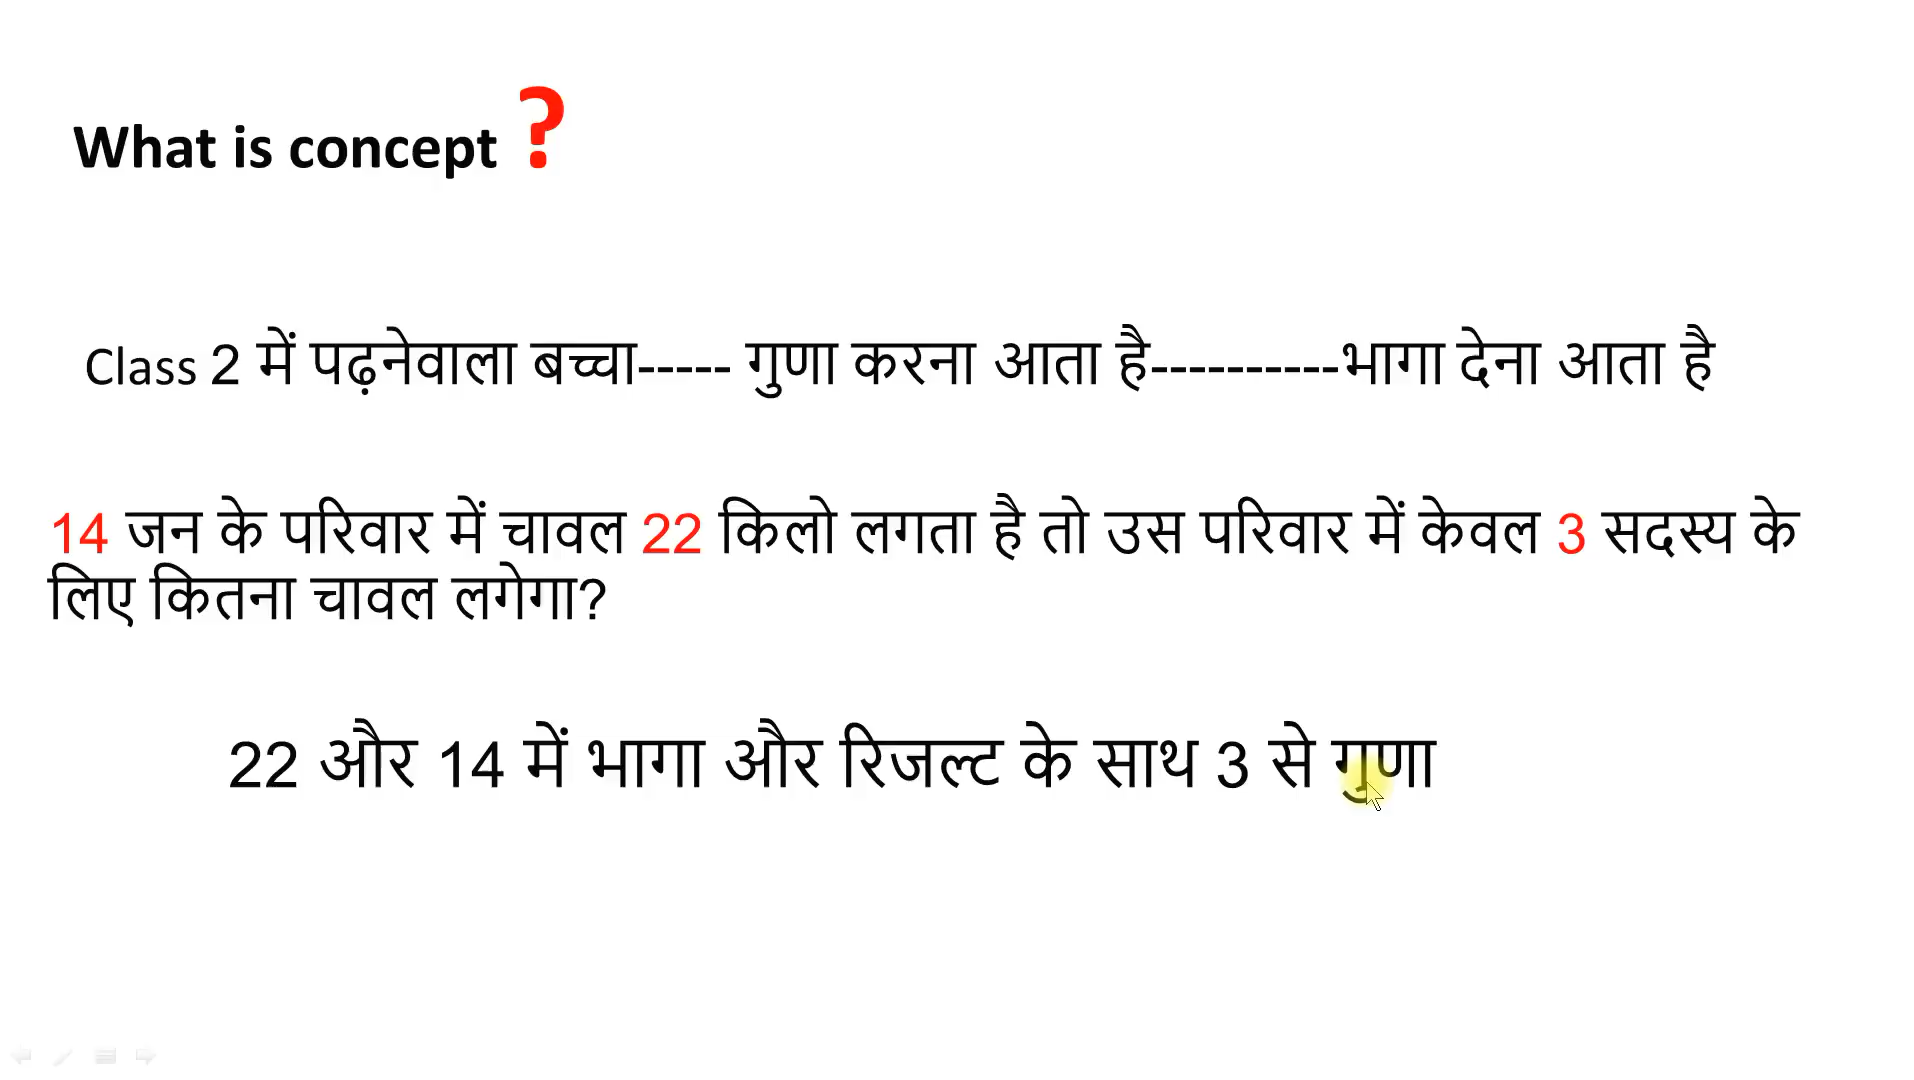 What is concept ?
Class 2 में पढ़नेवाला बच्चा----- गुणा करना आता है----------भागा देना आता है
14 जन के परिवार में चावल 22 किलो लगता है तो उस परिवार में केवल 3 सदस्य के
लिए कितना चावल लगेगा?
22 और 14 में भागा और रिजल्ट के साथ 3 से गुणा